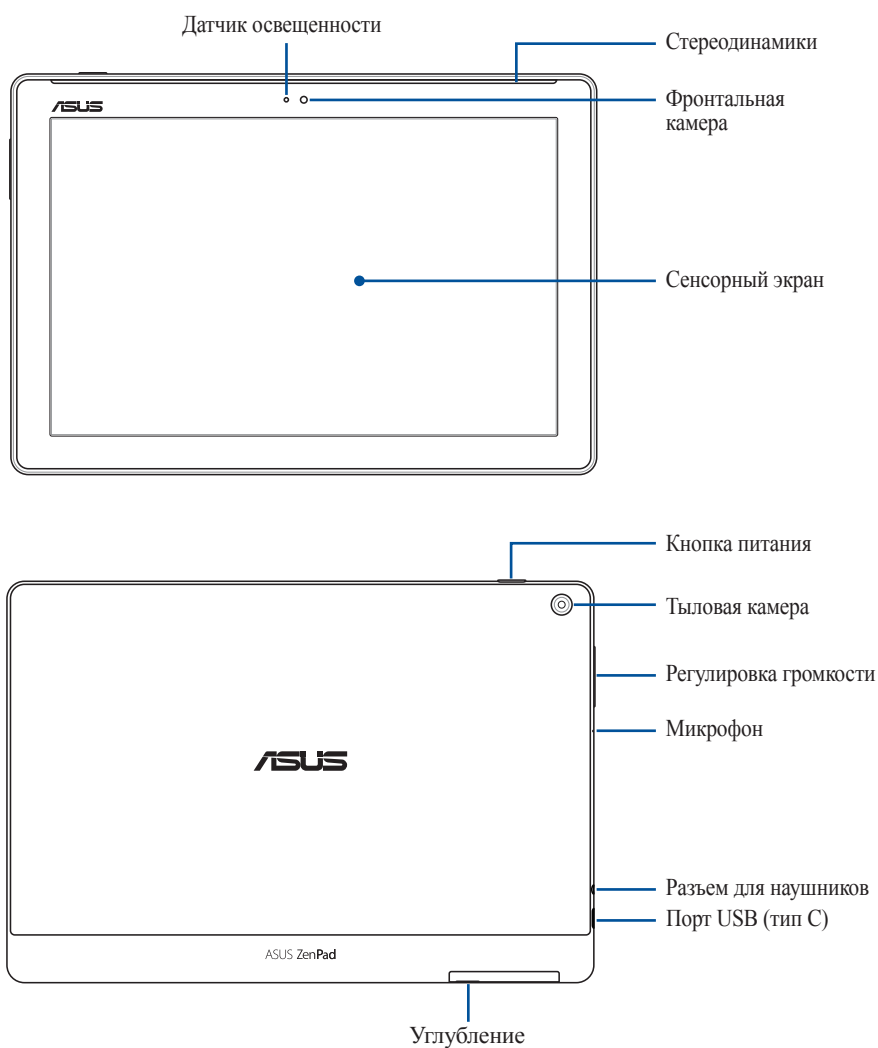 Датчик освещенности
Стереодинамики
ASUS
Фронтальная
камера
Сенсорный экран
Кнопка питания
Тыловая камера
Регулировка громкости
Микрофон
ASUS
Разъем для наушников
Порт USB (тип C)
ASUS ZenPad
Углубление